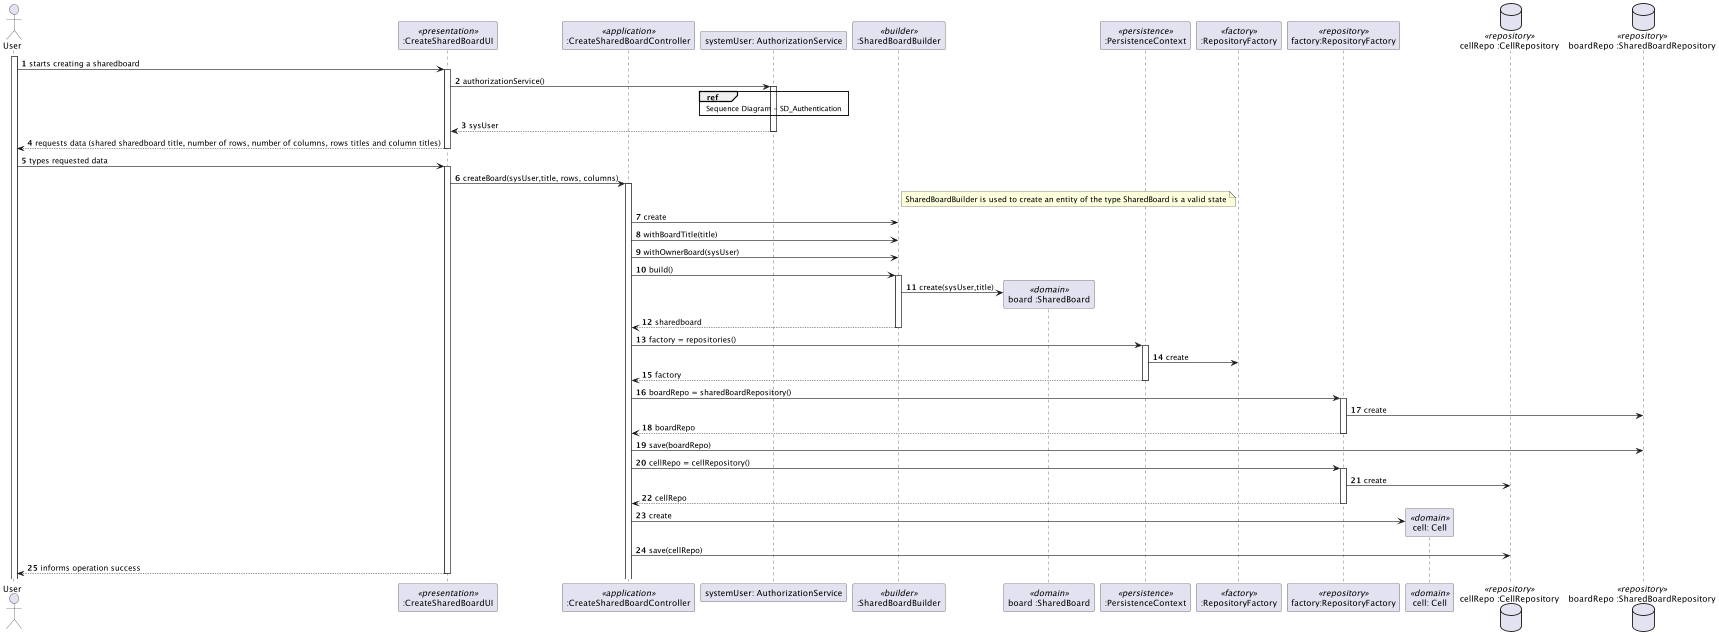 User
«presentation»
:CreateSharedBoardUI
«application»
:CreateSharedBoardController
systemUser: AuthorizationService
«builder»
:SharedBoardBuilder
«persistence»
:PersistenceContext
«factory»
:RepositoryFactory
«repository»
factory:RepositoryFactory
«repository»
cellRepo :CellRepository
«repository»
boardRepo :SharedBoardRepository
1 starts creating a sharedboard
2 authorizationService()
ref
Sequence Diagram - SD_Authentication
3 sysUser
4 requests data (shared sharedboard title, number of rows, number of columns, rows titles and column titles)
5 types requested data
6 createBoard(sysUser,title, rows, columns)
SharedBoardBuilder is used to create an entity of the type SharedBoard is a valid state
7 create
8 withBoardTitle(title)
9 withOwnerBoard(sysUser)
10 build()
11 create(sysUser,title)
«domain»
board :SharedBoard
12 sharedboard
13 factory = repositories()
14 create
15 factory
16 boardRepo = sharedBoardRepository()
17 create
18 boardRepo
19 save(boardRepo)
20 cellRepo = cellRepository()
21 create
22 cellRepo
23 create
«domain»
cell: Cell
24 save(cellRepo)
25 informs operation success
User
«presentation»
:CreateSharedBoardUI
«application»
:CreateSharedBoardController
systemUser: AuthorizationService
«builder»
:SharedBoardBuilder
«domain»
board :SharedBoard
«persistence»
:PersistenceContext
«factory»
:RepositoryFactory
«repository»
factory:RepositoryFactory
«domain»
cell: Cell
«repository»
cellRepo :CellRepository
«repository»
boardRepo :SharedBoardRepository